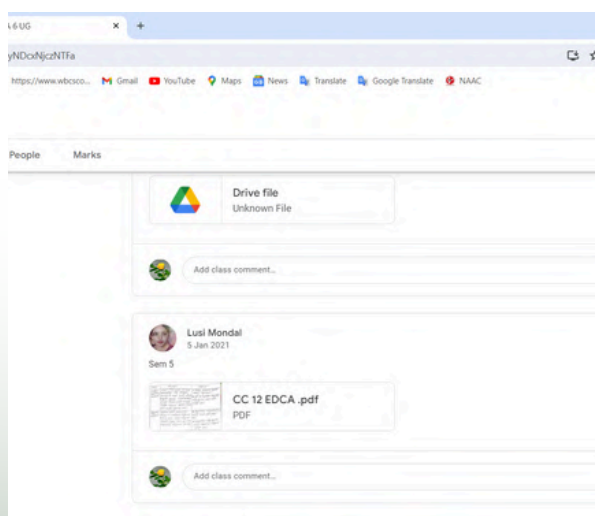 A 6 UG
yNDcxNjczNTFa
https://www.wbcsco... Gmail YouTube Maps News Translate Google Translate NAAC
People Marks
Drive file
Unknown File
Add class comment...
Lusi Mondal
5 Jan 2021
Sem 5
CC 12 EDCA .pdf
PDF
Add class comment...